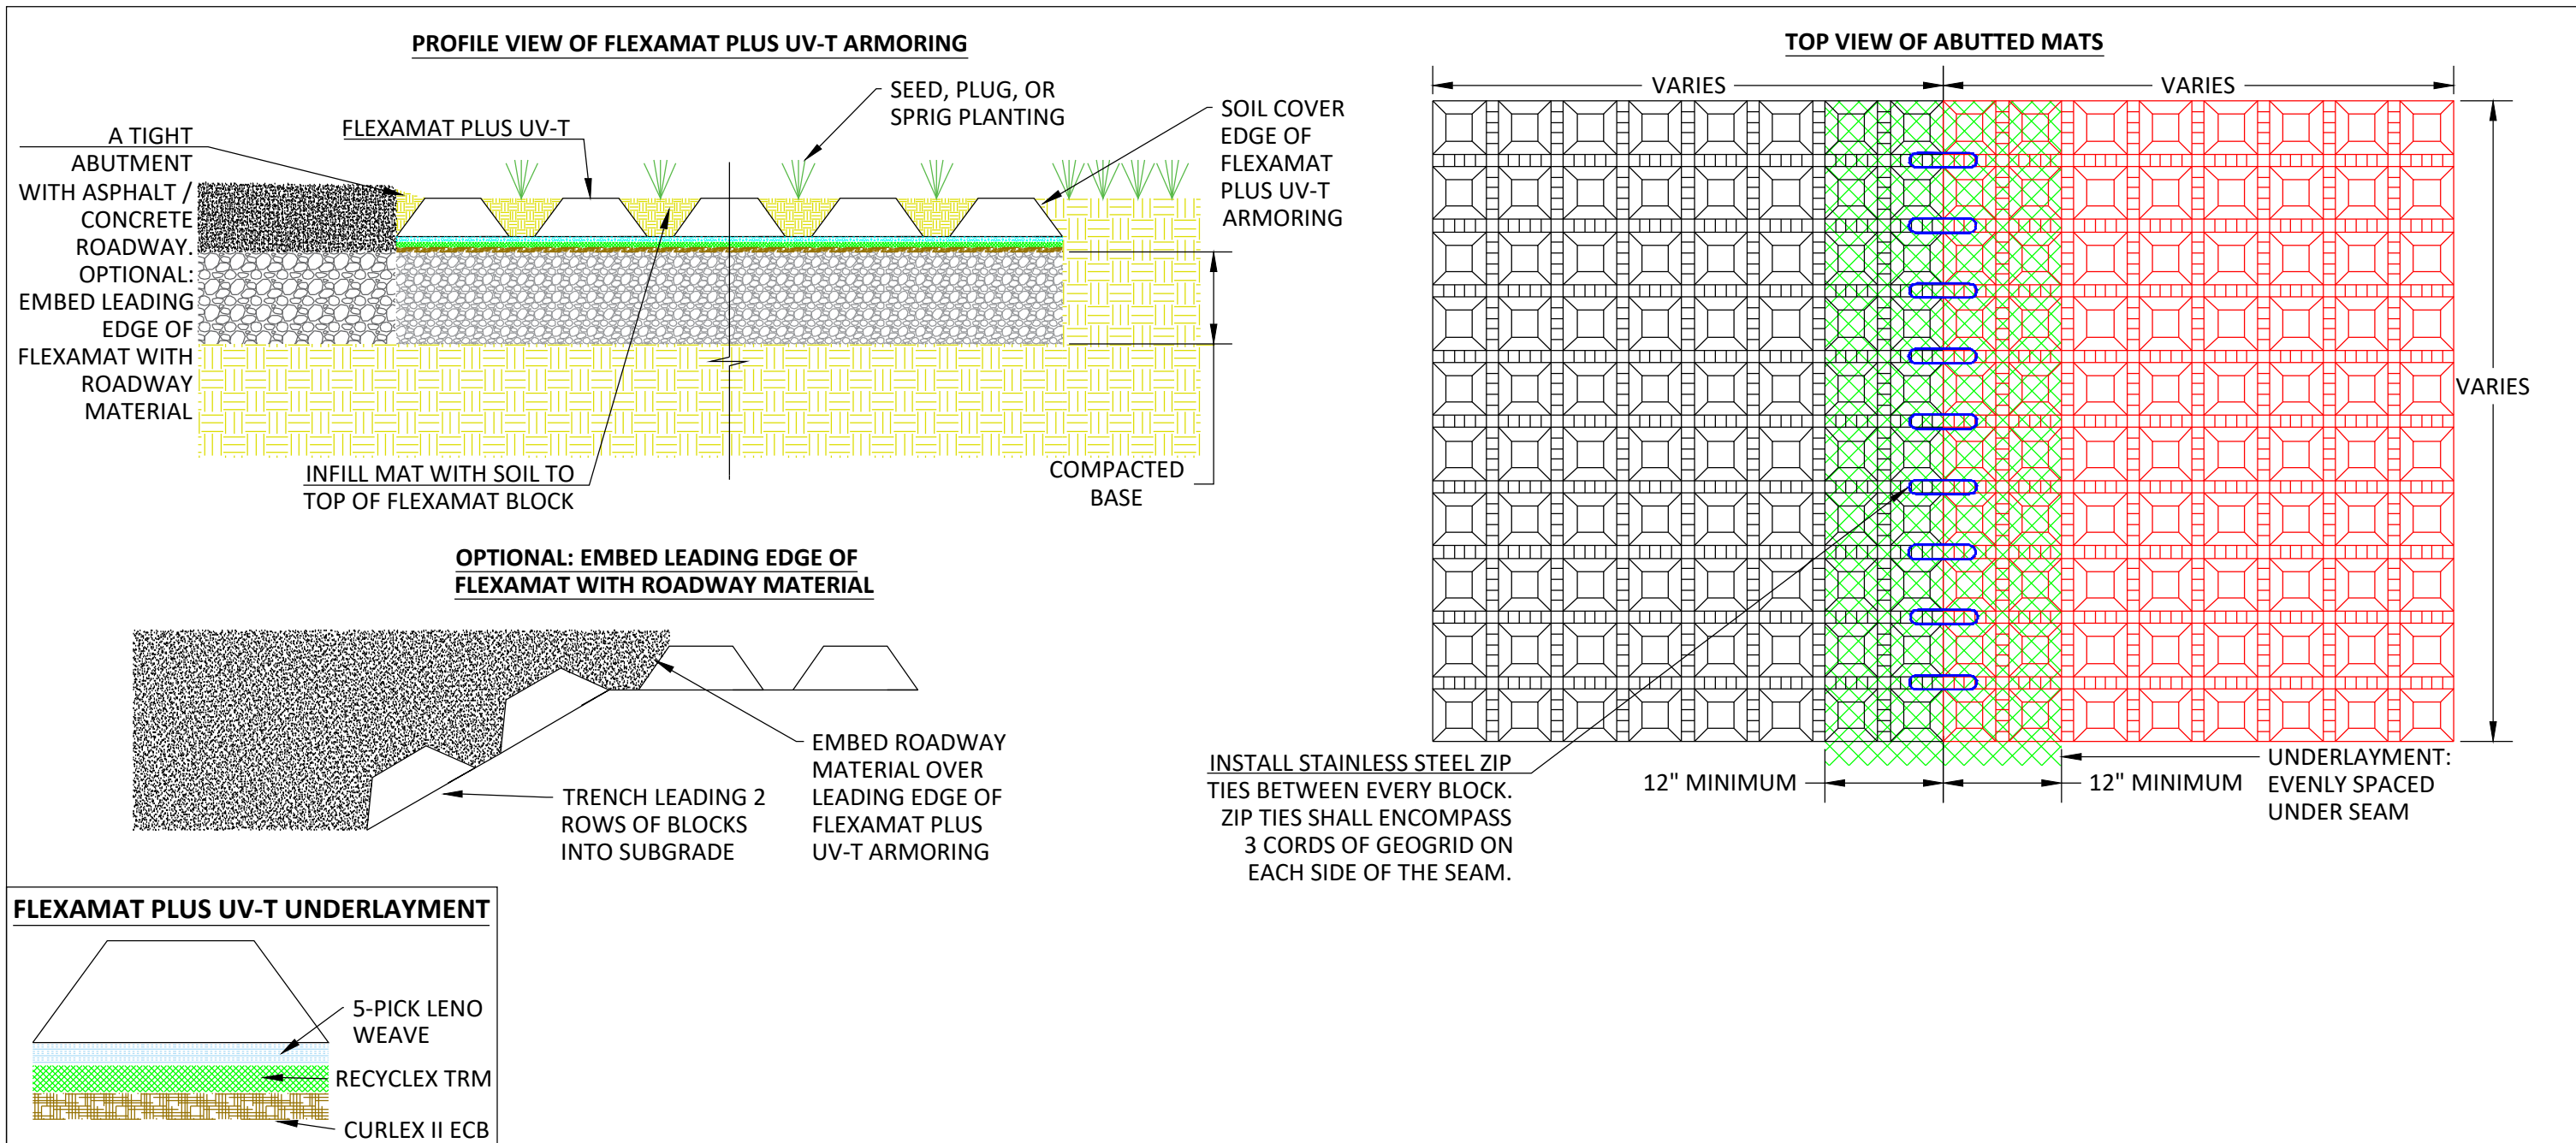 PROFILE VIEW OF FLEXAMAT PLUS UV-T ARMORING
A TIGHT
ABUTMENT
WITH ASPHALT /
CONCRETE
ROADWAY.
OPTIONAL:
EMBED LEADING
EDGE OF
FLEXAMAT WITH
ROADWAY
MATERIAL
FLEXAMAT PLUS UV-T
SEED, PLUG, OR
SPRIG PLANTING
SOIL COVER
EDGE OF
FLEXAMAT
PLUS UV-T
ARMORING
INFILL MAT WITH SOIL TO
TOP OF FLEXAMAT BLOCK
COMPACTED
BASE
OPTIONAL: EMBED LEADING EDGE OF
FLEXAMAT WITH ROADWAY MATERIAL
TRENCH LEADING 2
ROWS OF BLOCKS
INTO SUBGRADE
EMBED ROADWAY
MATERIAL OVER
LEADING EDGE OF
FLEXAMAT PLUS
UV-T ARMORING
FLEXAMAT PLUS UV-T UNDERLAYMENT
5-PICK LENO
WEAVE
RECYCLEX TRM
CURLEX II ECB
TOP VIEW OF ABUTTED MATS
VARIES
VARIES
VARIES
INSTALL STAINLESS STEEL ZIP
TIES BETWEEN EVERY BLOCK.
ZIP TIES SHALL ENCOMPASS
3 CORDS OF GEOGRID ON
EACH SIDE OF THE SEAM.
12" MINIMUM
12" MINIMUM
UNDERLAYMENT:
EVENLY SPACED
UNDER SEAM